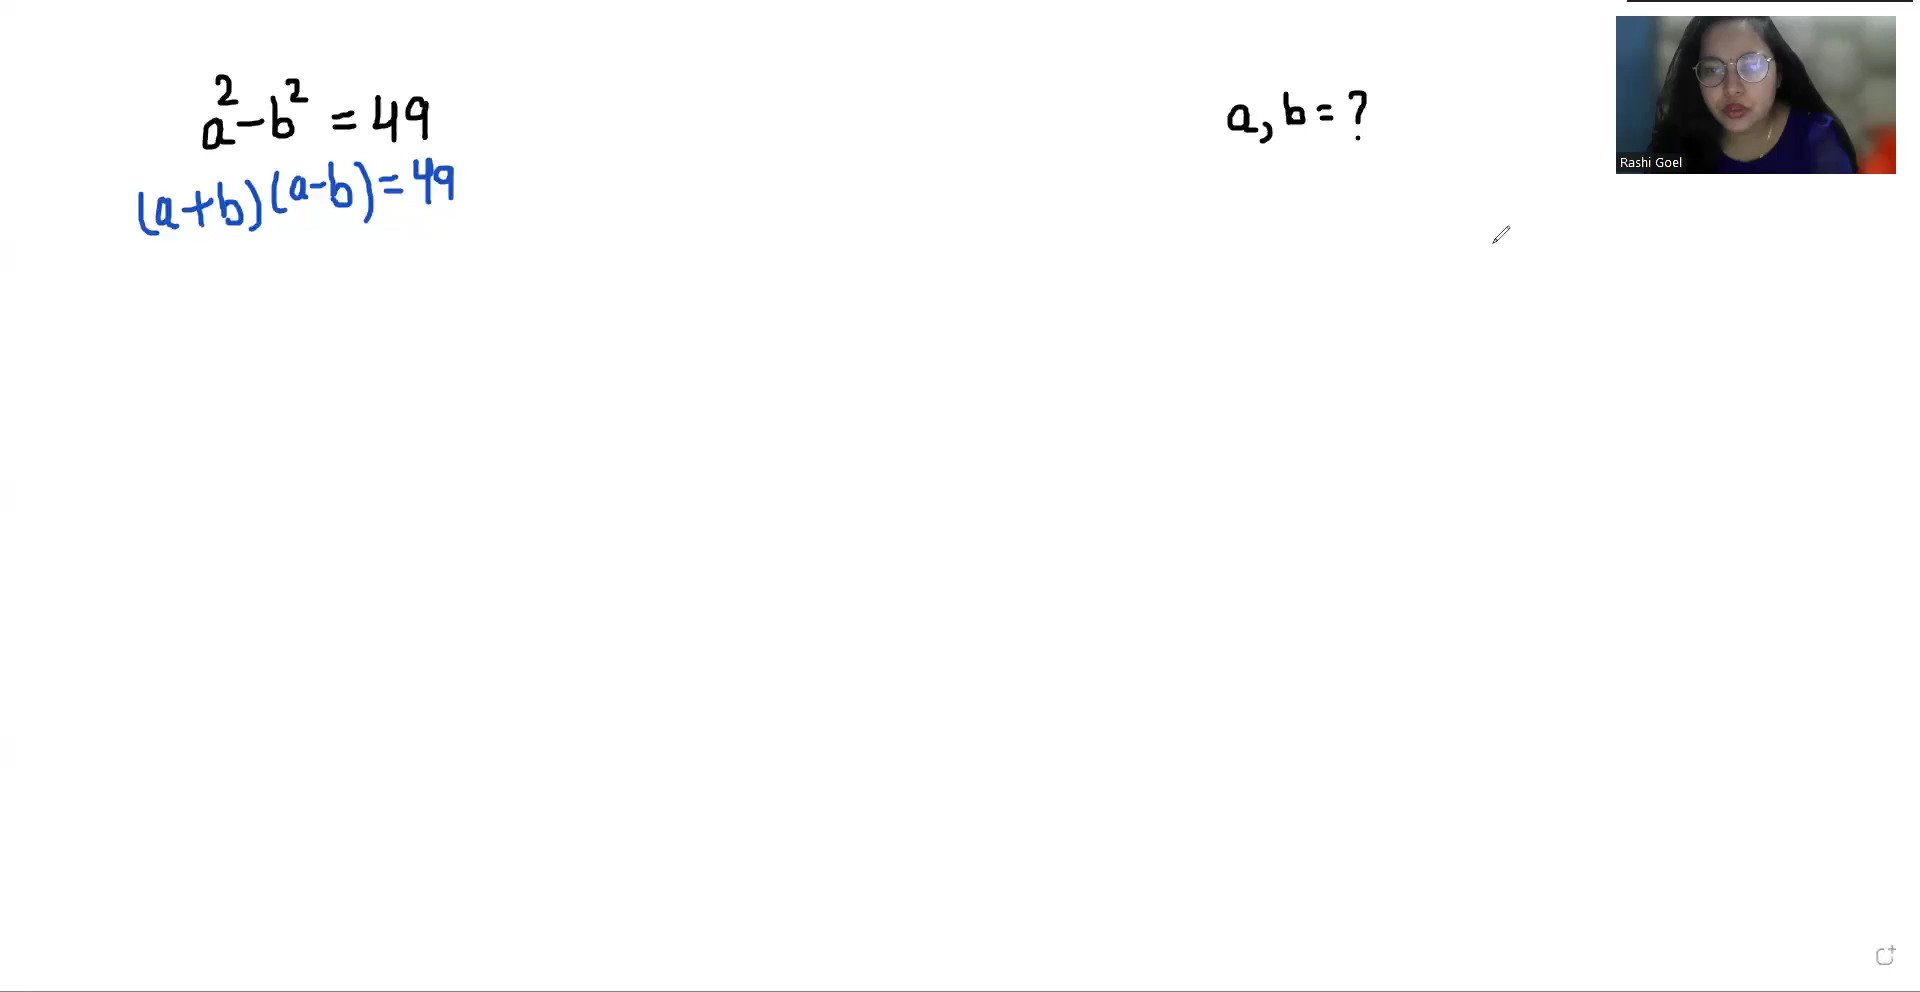 a² - b² = 49
(a+b)(a-b) = 49
a, b = ?
Rashi Goel